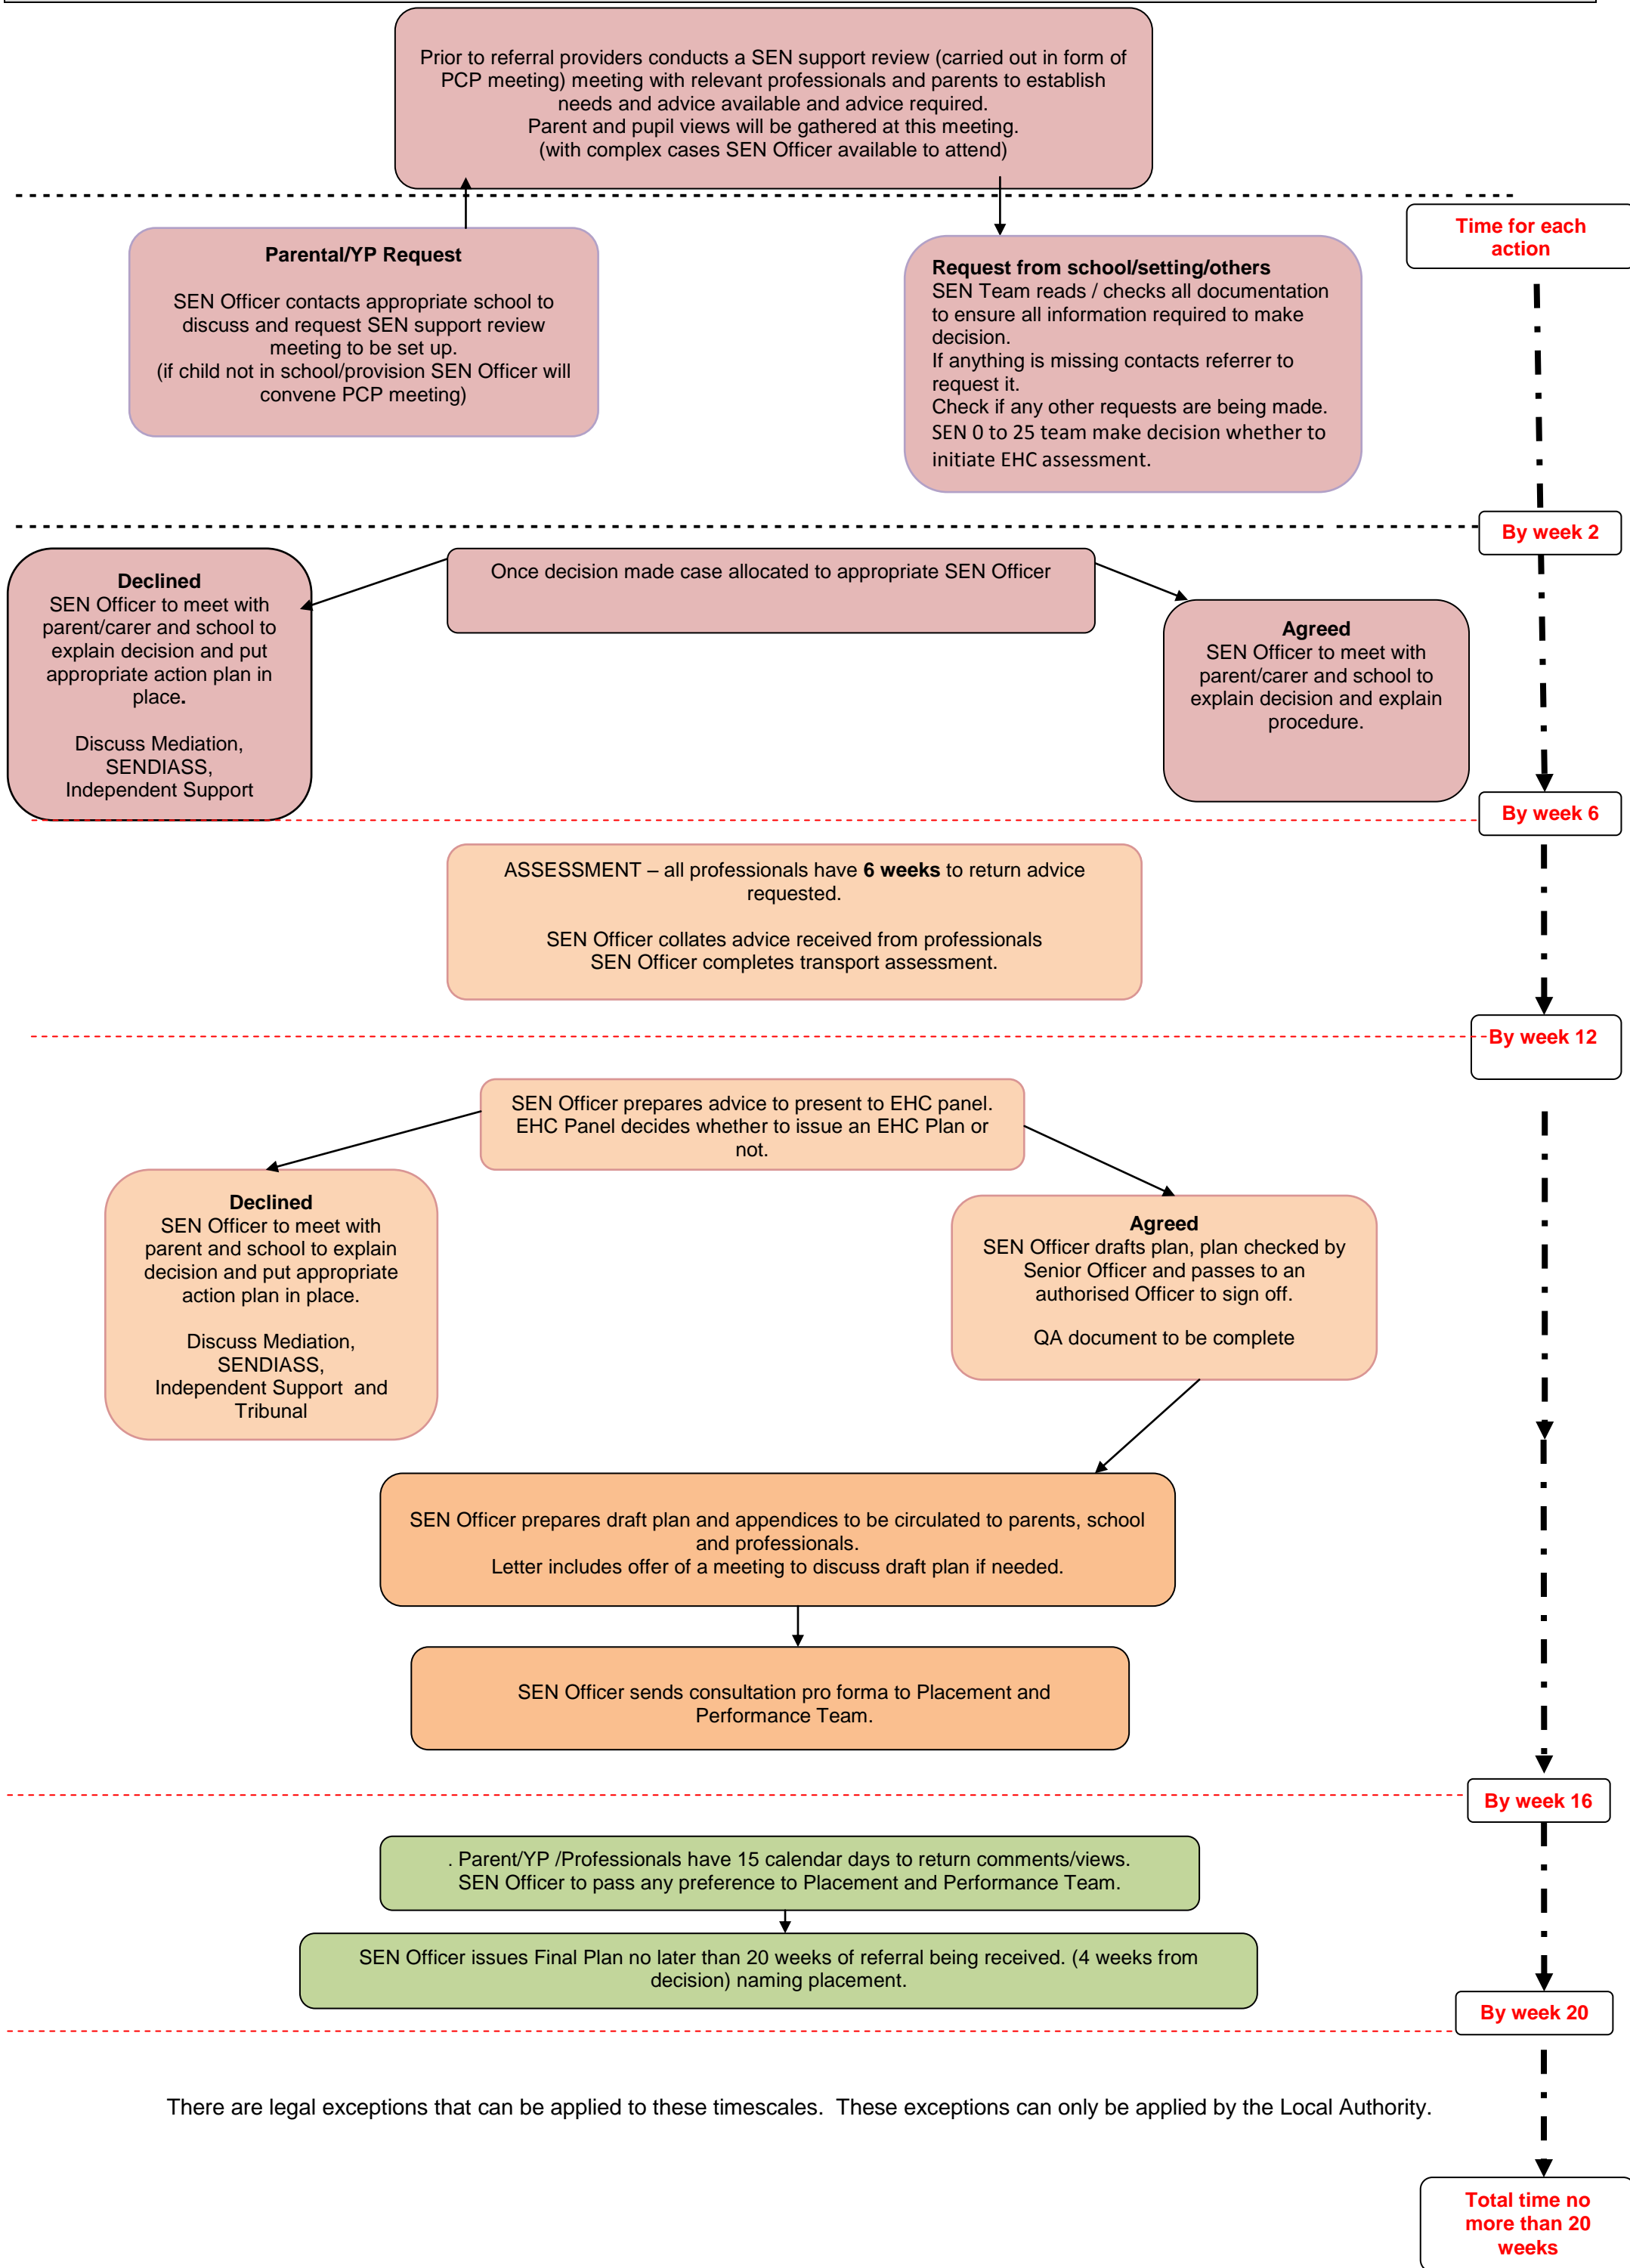 Prior to referral providers conducts a SEN support review (carried out in form of
PCP meeting) meeting with relevant professionals and parents to establish
needs and advice available and advice required.
Parent and pupil views will be gathered at this meeting.
(with complex cases SEN Officer available to attend)
Time for each
action
Parental/YP Request
SEN Officer contacts appropriate school to
discuss and request SEN support review
meeting to be set up.
(if child not in school/provision SEN Officer will
convene PCP meeting)
Request from school/setting/others
SEN Team reads / checks all documentation
to ensure all information required to make
decision.
If anything is missing contacts referrer to
request it.
Check if any other requests are being made.
SEN 0 to 25 team make decision whether to
initiate EHC assessment.
By week 2
Once decision made case allocated to appropriate SEN Officer
Declined
SEN Officer to meet with
parent/carer and school to
explain decision and put
appropriate action plan in
place.
Discuss Mediation,
SENDIASS,
Independent Support
Agreed
SEN Officer to meet with
parent/carer and school to
explain decision and explain
procedure.
By week 6
ASSESSMENT – all professionals have 6 weeks to return advice
requested.
SEN Officer collates advice received from professionals
SEN Officer completes transport assessment.
By week 12
SEN Officer prepares advice to present to EHC panel.
EHC Panel decides whether to issue an EHC Plan or
not.
Declined
SEN Officer to meet with
parent and school to explain
decision and put appropriate
action plan in place.
Discuss Mediation,
SENDIASS,
Independent Support  and
Tribunal
Agreed
SEN Officer drafts plan, plan checked by
Senior Officer and passes to an
authorised Officer to sign off.
QA document to be complete
SEN Officer prepares draft plan and appendices to be circulated to parents, school
and professionals.
Letter includes offer of a meeting to discuss draft plan if needed.
SEN Officer sends consultation pro forma to Placement and
Performance Team.
By week 16
. Parent/YP /Professionals have 15 calendar days to return comments/views.
SEN Officer to pass any preference to Placement and Performance Team.
SEN Officer issues Final Plan no later than 20 weeks of referral being received. (4 weeks from
decision) naming placement.
By week 20
There are legal exceptions that can be applied to these timescales.  These exceptions can only be applied by the Local Authority.
Total time no
more than 20
weeks